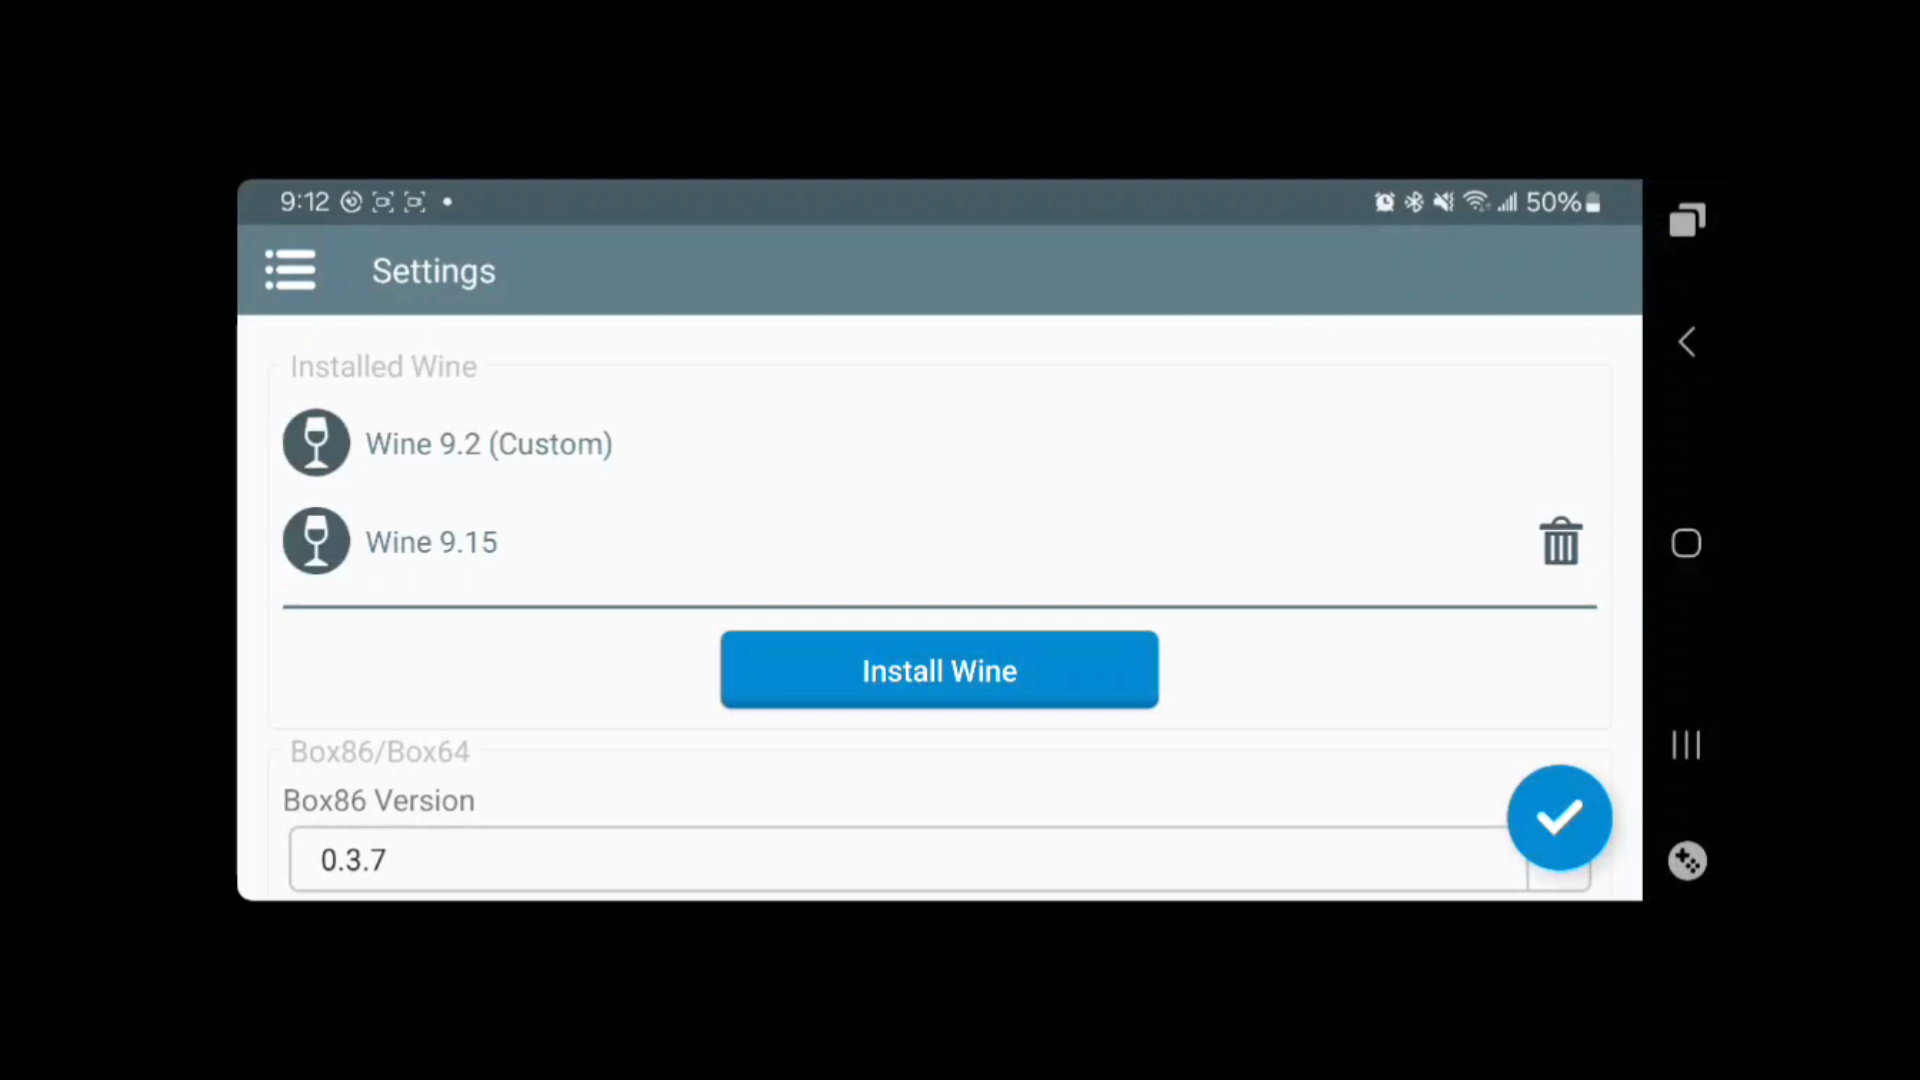 9:12
50%
Settings
Installed Wine
Wine 9.2 (Custom)
Wine 9.15
Install Wine
Box86/Box64
Box86 Version
0.3.7